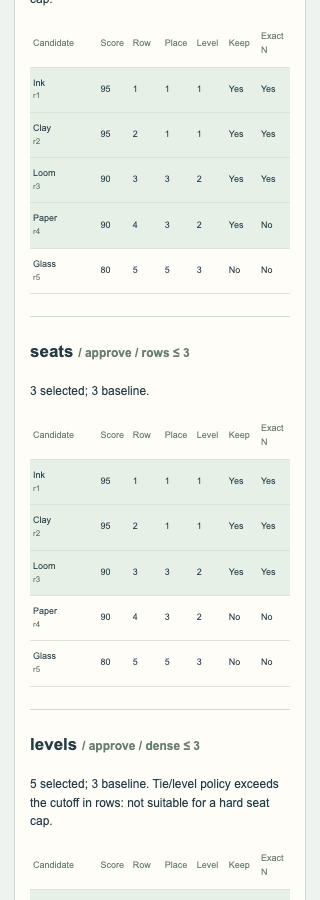 cap.
Candidate Score Row Place Level Keep Exact N
Ink 95 1 1 1 Yes Yes
r1
Clay 95 2 1 1 Yes Yes
r2
Loom 90 3 3 2 Yes Yes
r3
Paper 90 4 3 2 Yes No
r4
Glass 80 5 5 3 No No
r5
seats / approve / rows ≤ 3
3 selected; 3 baseline.
Candidate Score Row Place Level Keep Exact N
Ink 95 1 1 1 Yes Yes
r1
Clay 95 2 1 1 Yes Yes
r2
Loom 90 3 3 2 Yes Yes
r3
Paper 90 4 3 2 No No
r4
Glass 80 5 5 3 No No
r5
levels / approve / dense ≤ 3
5 selected; 3 baseline. Tie/level policy exceeds
the cutoff in rows: not suitable for a hard seat
cap.
Candidate Score Row Place Level Keep Exact N